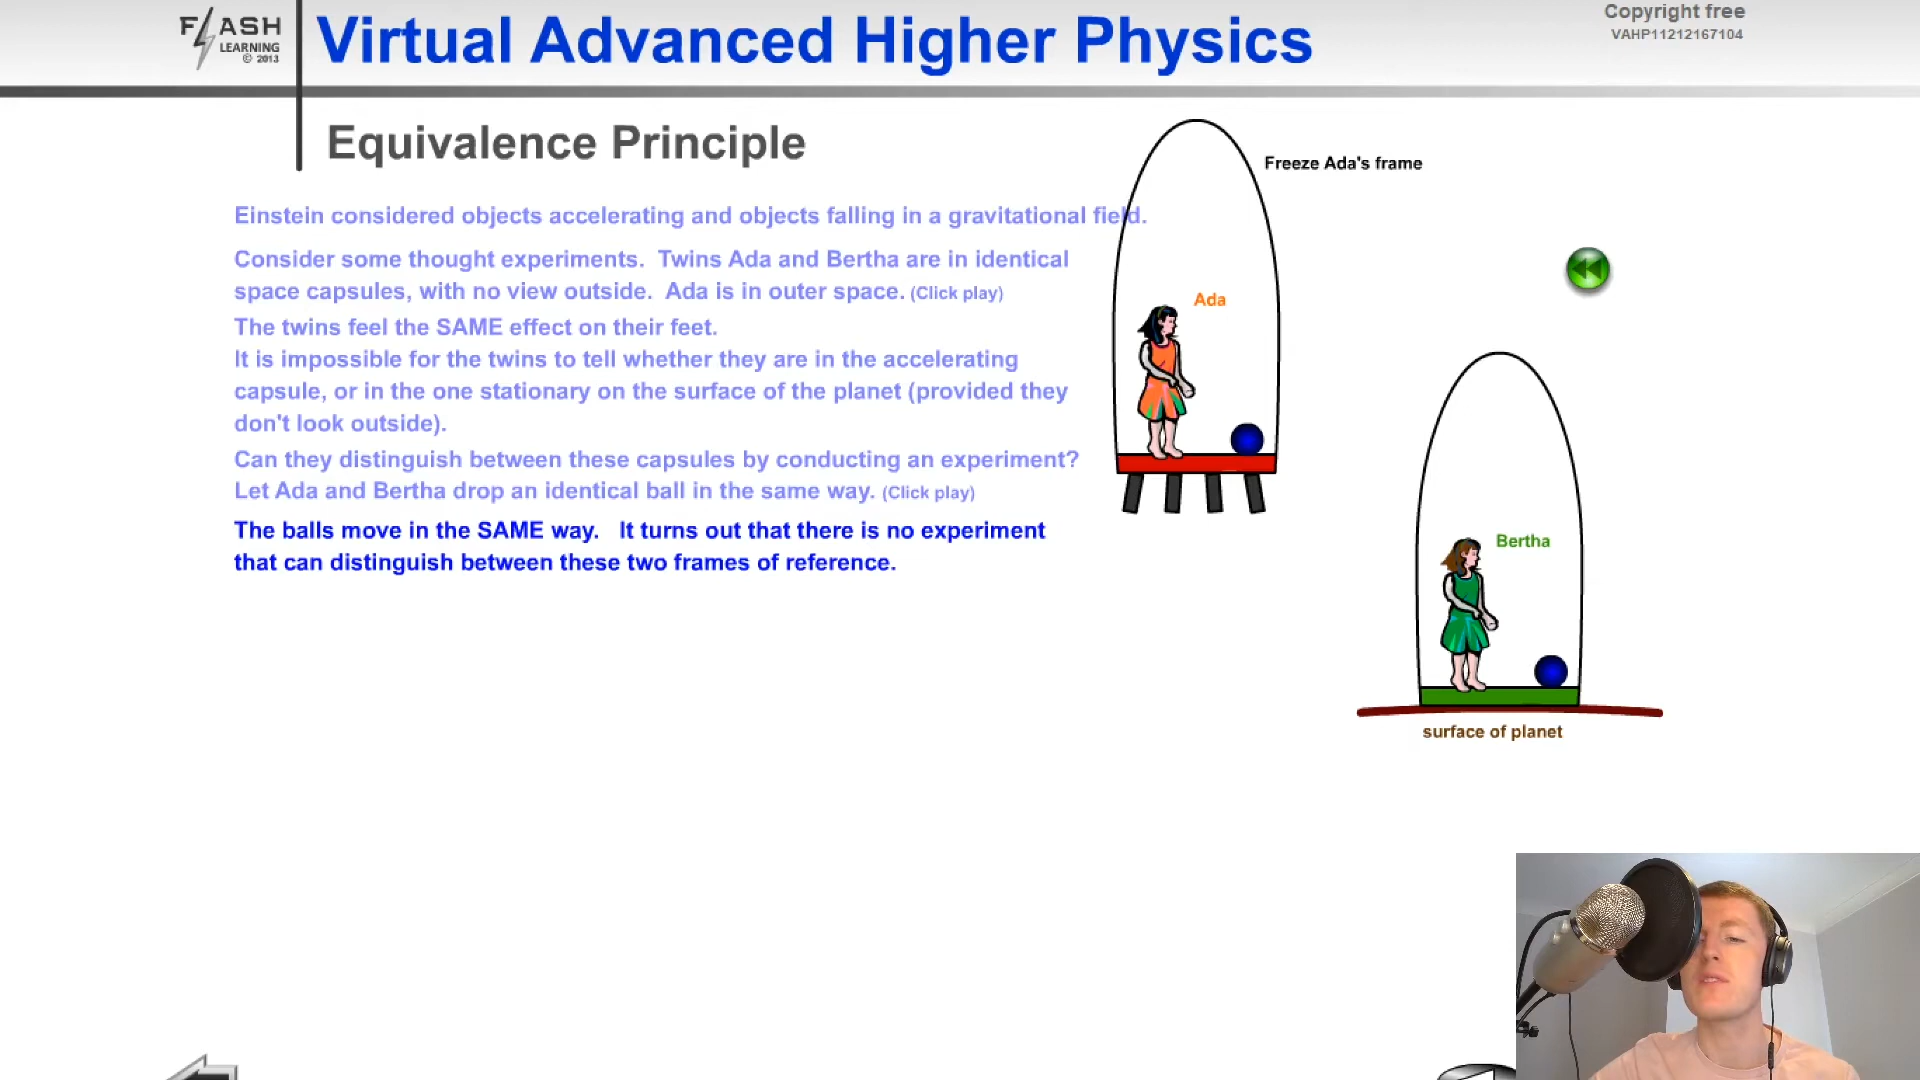 FLASH
LEARNING
© 2013
Virtual Advanced Higher Physics
Copyright free
VAHP11212167104
Equivalence Principle
Freeze Ada's frame
Einstein considered objects accelerating and objects falling in a gravitational field.
Consider some thought experiments.  Twins Ada and Bertha are in identical
space capsules, with no view outside.  Ada is in outer space. (Click play)
The twins feel the SAME effect on their feet.
It is impossible for the twins to tell whether they are in the accelerating
capsule, or in the one stationary on the surface of the planet (provided they
don't look outside).
Can they distinguish between these capsules by conducting an experiment?
Let Ada and Bertha drop an identical ball in the same way. (Click play)
The balls move in the SAME way.   It turns out that there is no experiment
that can distinguish between these two frames of reference.
Ada
Bertha
surface of planet